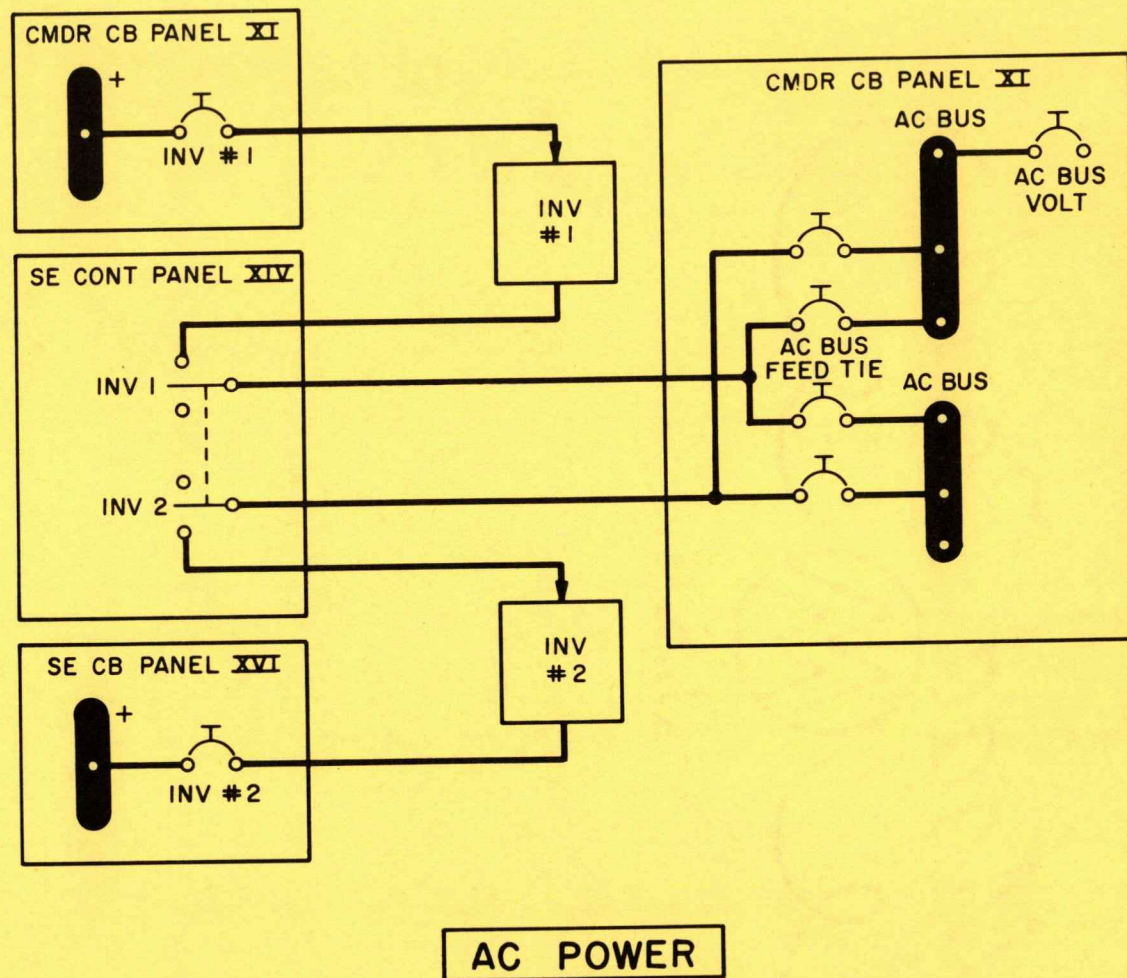 CMDR CB PANEL XI
+
INV #1
INV
#1
SE CONT PANEL XIV
INV 1
INV 2
INV
#2
SE CB PANEL XVI
+
INV #2
CMDR CB PANEL XI
AC BUS
AC BUS
VOLT
AC BUS
FEED TIE
AC BUS
AC POWER